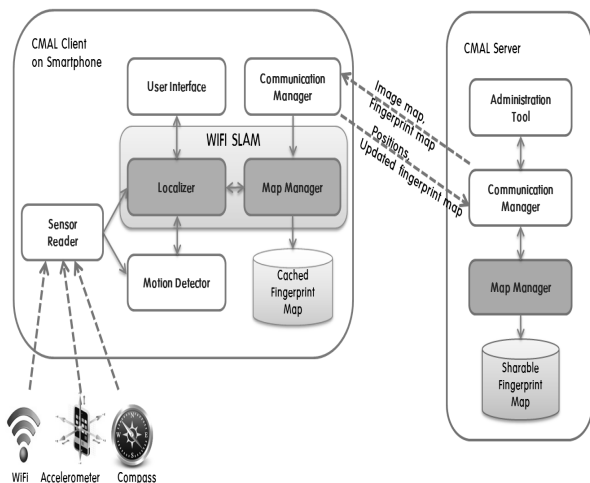 CMAL Client
on Smartphone
User Interface
Communication
Manager
WIFI SLAM
Localizer
Map Manager
Sensor
Reader
Motion Detector
Cached
Fingerprint
Map
WiFi
Accelerometer
Compass
Image map,
Fingerprint map
Positions,
Updated fingerprint map
CMAL Server
Administration
Tool
Communication
Manager
Map Manager
Sharable
Fingerprint
Map